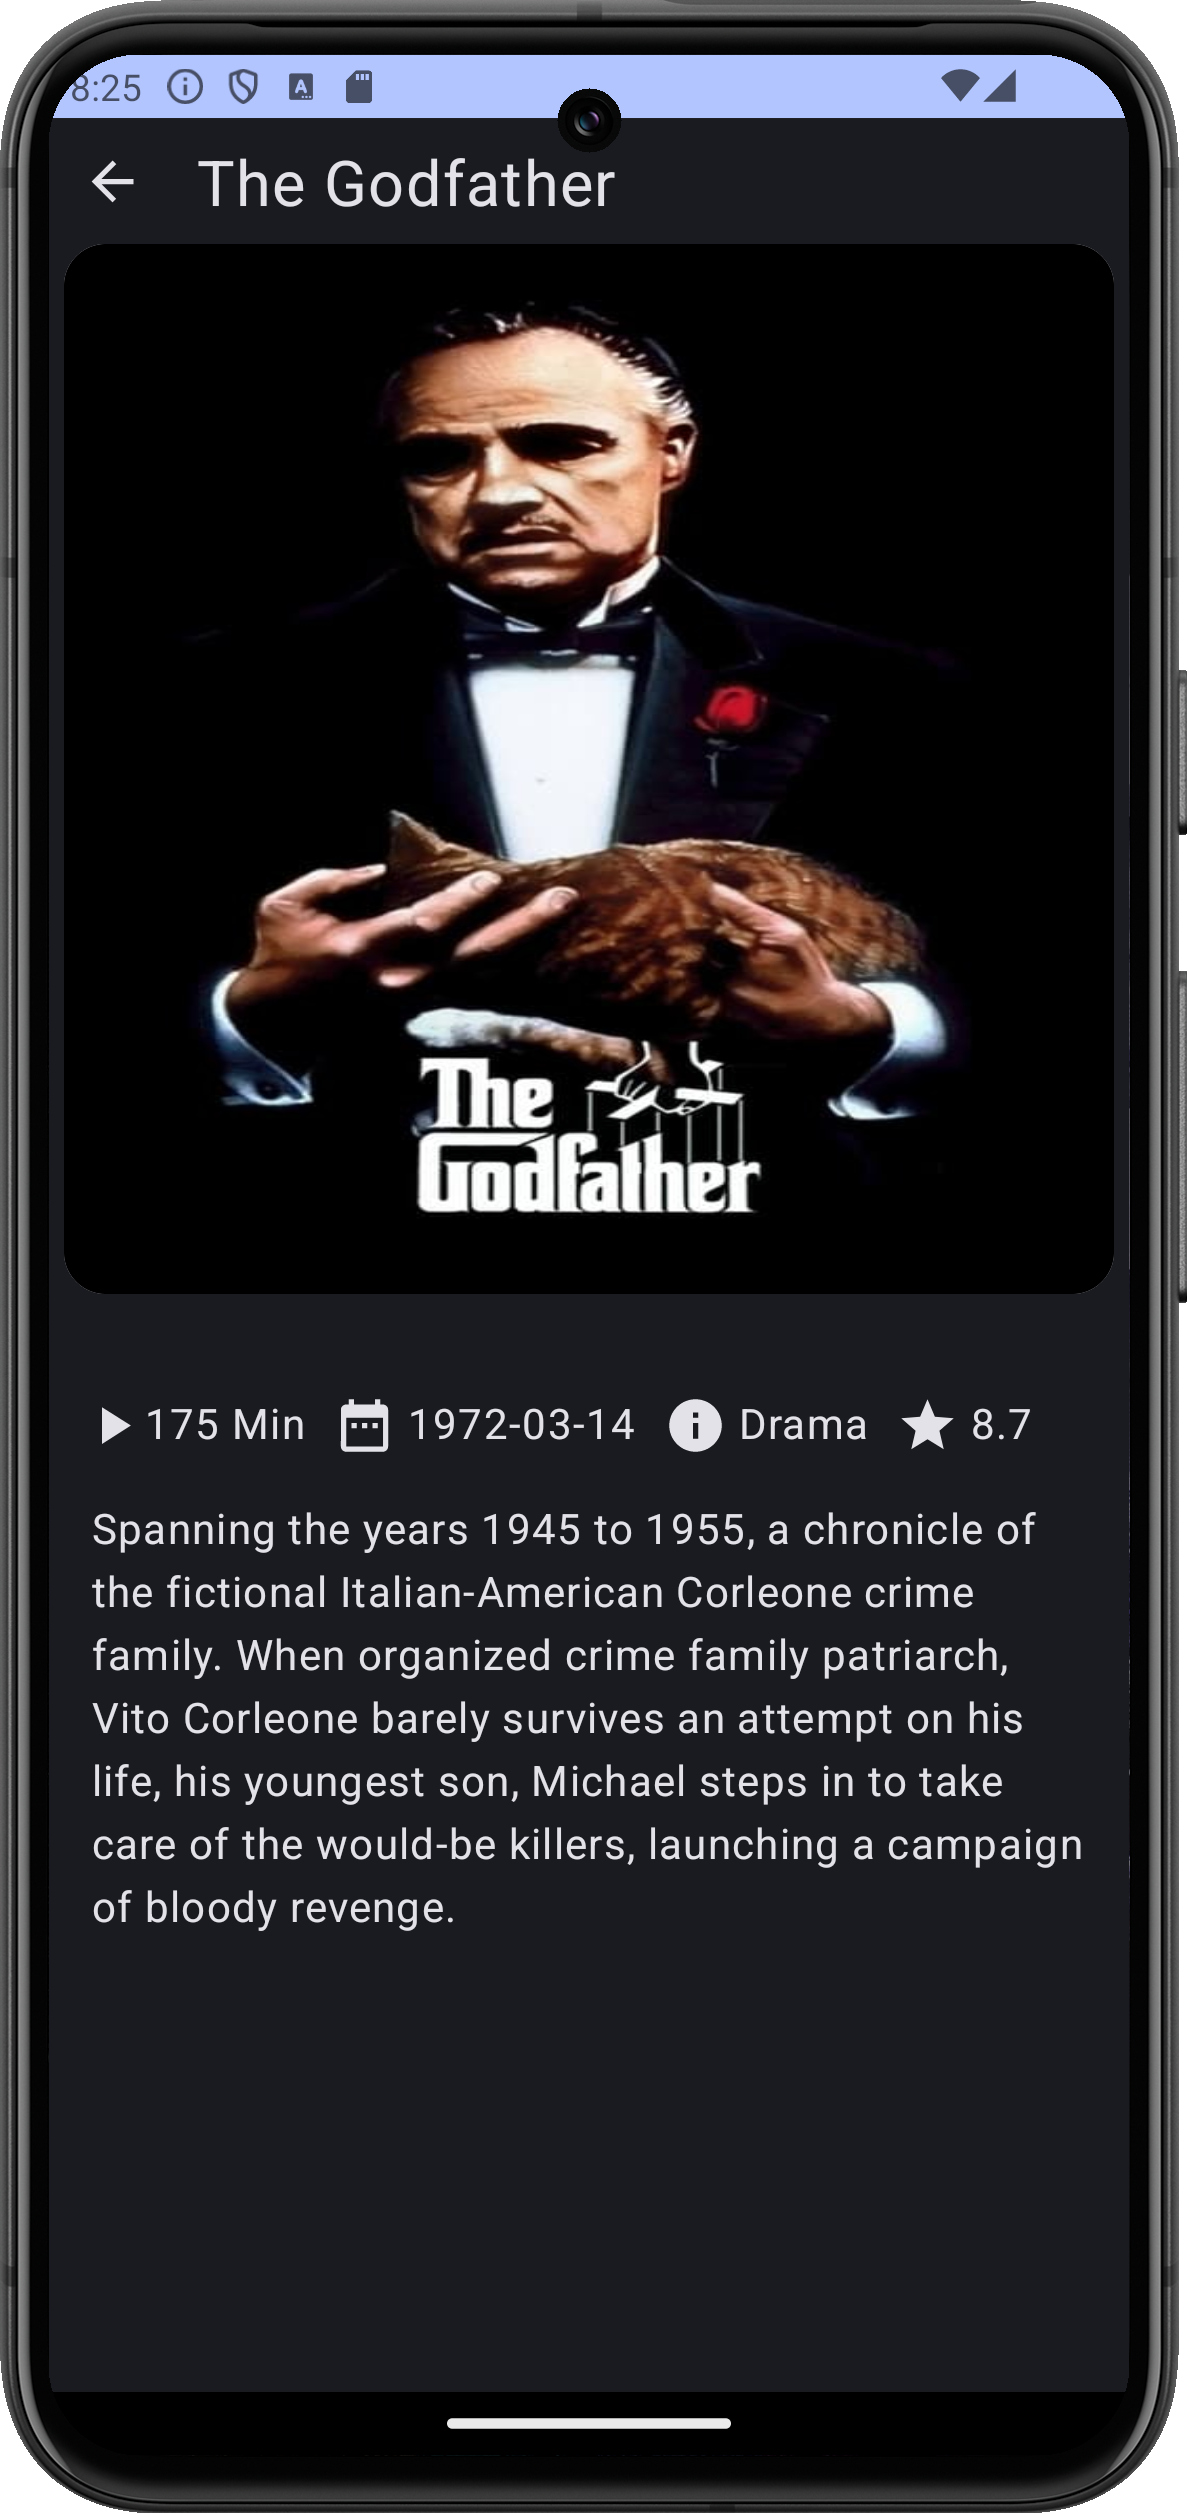 8:25
The Godfather
The
Godfather
175 Min 1972-03-14 Drama 8.7
Spanning the years 1945 to 1955, a chronicle of
the fictional Italian-American Corleone crime
family. When organized crime family patriarch,
Vito Corleone barely survives an attempt on his
life, his youngest son, Michael steps in to take
care of the would-be killers, launching a campaign
of bloody revenge.